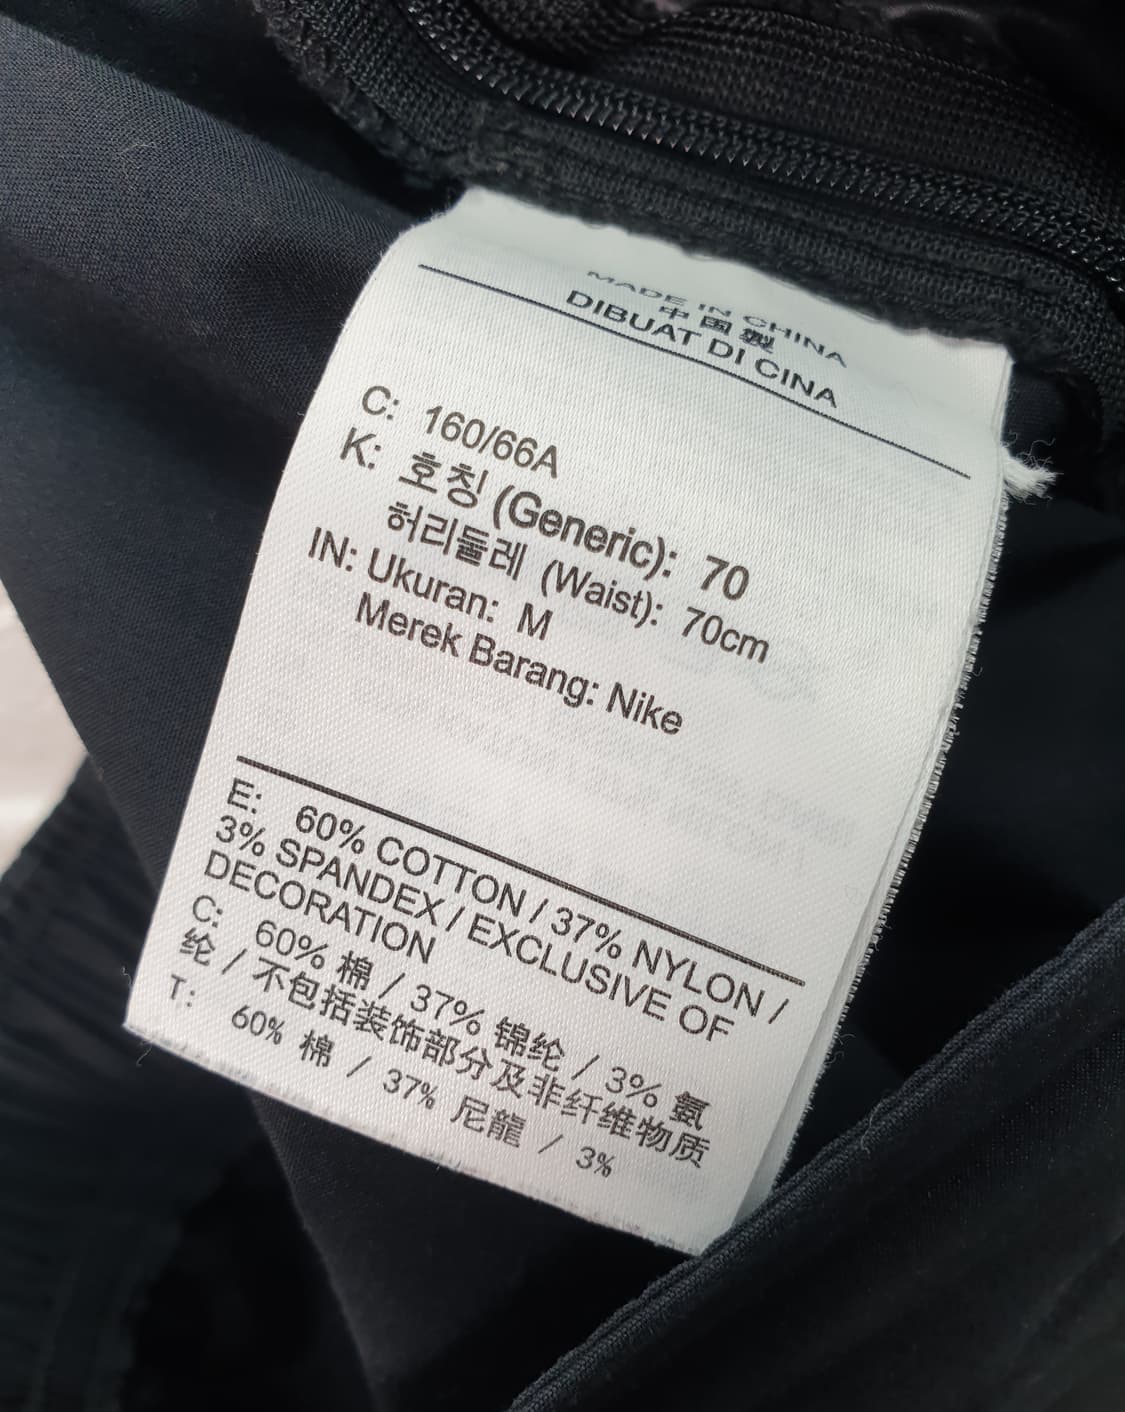 MADE IN CHINA
中国製
DIBUAT DI CINA
C: 160/66A
K: 호칭 (Generic): 70
허리둘레 (Waist): 70cm
IN: Ukuran: M
Merek Barang: Nike
E: 60% COTTON / 37% NYLON /
3% SPANDEX / EXCLUSIVE OF
DECORATION
C: 60% 棉 / 37% 锦纶 / 3% 氨
纶 / 不包括装饰部分及非纤维物质
T: 60% 棉 / 37% 尼龍 / 3%